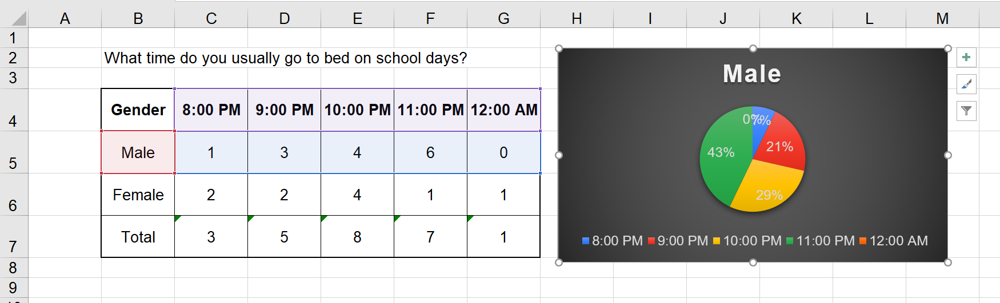 A B C D E F G H I J K L M
1
2 What time do you usually go to bed on school days?
3
4 Gender 8:00 PM 9:00 PM 10:00 PM 11:00 PM 12:00 AM
5 Male 1 3 4 6 0
6 Female 2 2 4 1 1
7 Total 3 5 8 7 1
8
9
Male
0% 7%
21%
43%
29%
8:00 PM 9:00 PM 10:00 PM 11:00 PM 12:00 AM